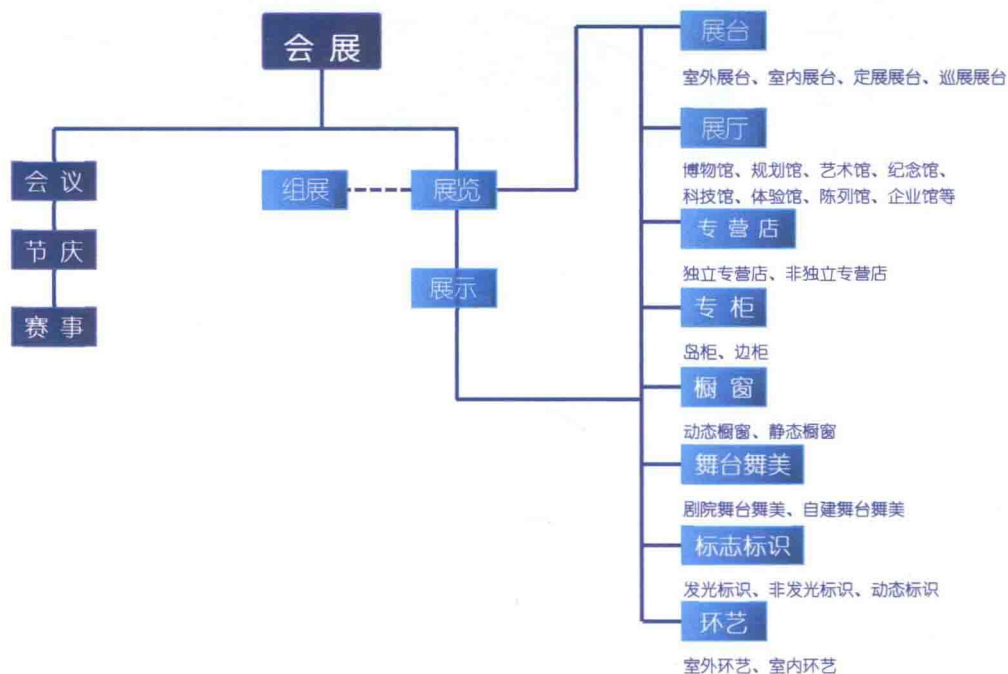 会展
会议
节庆
赛事
组展
展览
展示
展台
室外展台、室内展台、定展展台、巡展展台
展厅
博物馆、规划馆、艺术馆、纪念馆、
科技馆、体验馆、陈列馆、企业馆等
专营店
独立专营店、非独立专营店
专柜
岛柜、边柜
橱窗
动态橱窗、静态橱窗
舞台舞美
剧院舞台舞美、自建舞台舞美
标志标识
发光标识、非发光标识、动态标识
环艺
室外环艺、室内环艺